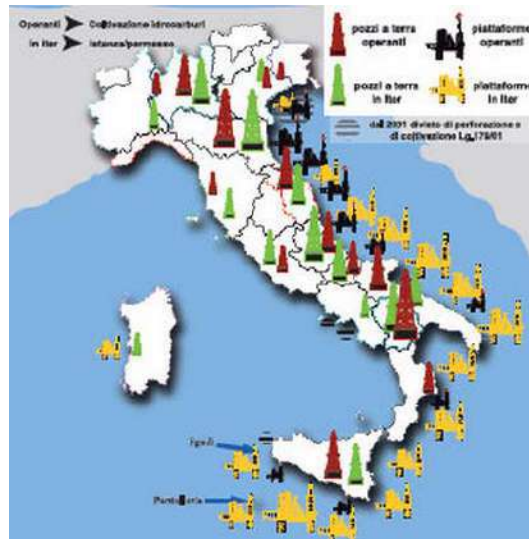 Operanti Coltivazione idrocarburi
In iter istanza/permesso
pozzi a terra
operanti
piattaforme
operanti
pozzi a terra
in iter
piattaforme
in iter
dal 2001 divieto di perforazione e
di coltivazione Lg. 179/01
Egadi
Pantelleria